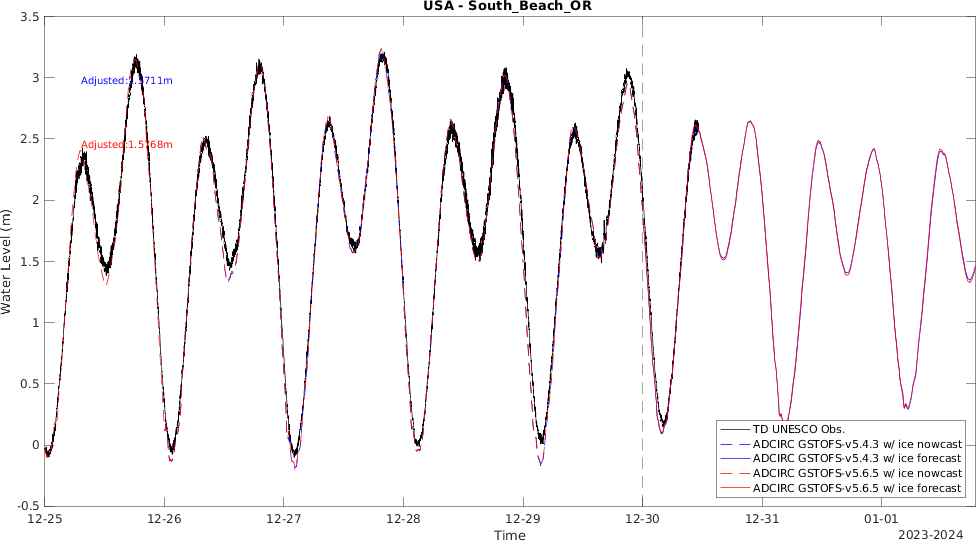 USA - South_Beach_OR
3.5
3
2.5
2
1.5
1
0.5
0
-0.5
Water Level (m)
Adjusted:1.5768m
TD UNESCO Obs.
ADCIRC GSTOFS-v5.4.3 w/ ice nowcast
ADCIRC GSTOFS-v5.4.3 w/ ice forecast
ADCIRC GSTOFS-v5.6.5 w/ ice nowcast
ADCIRC GSTOFS-v5.6.5 w/ ice forecast
12-25 12-26 12-27 12-28 12-29 12-30 12-31 01-01
Time
2023-2024